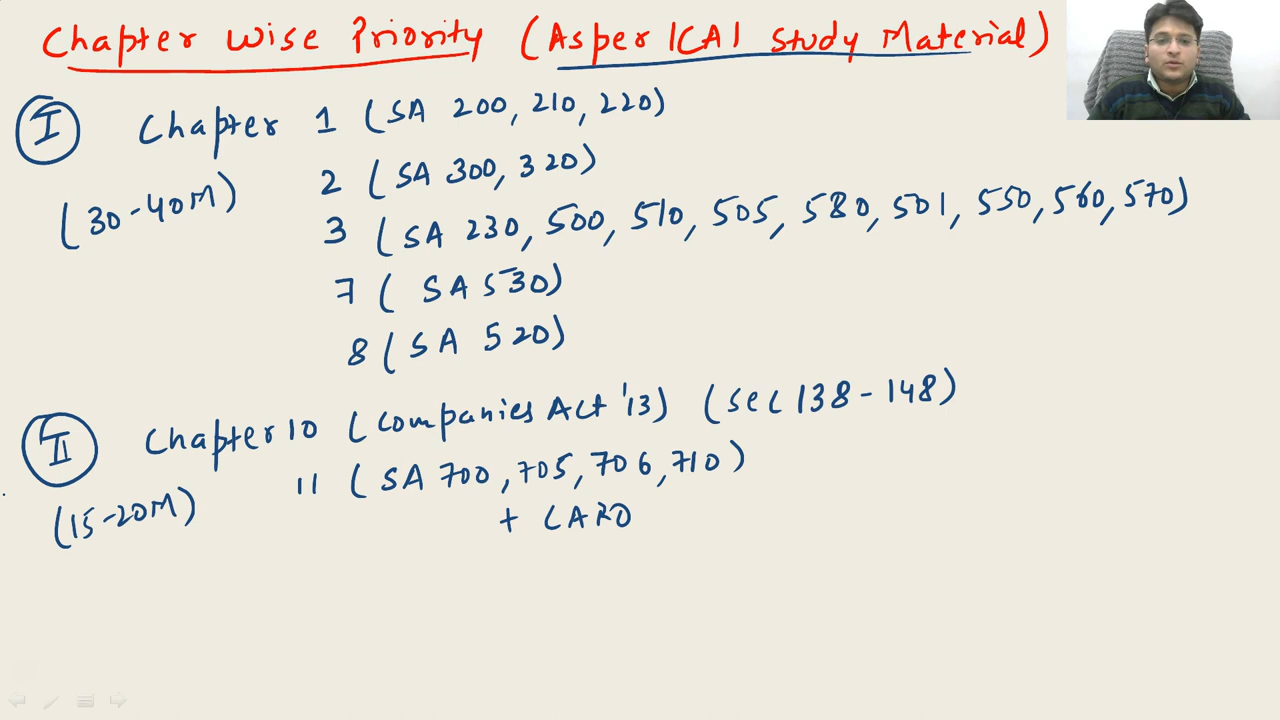 Chapter Wise Priority (As per ICAI Study Material)
I Chapter 1 (SA 200, 210, 220)
(30-40M) 2 (SA 300, 320)
3 (SA 230, 500, 510, 505, 580, 501, 550, 560, 570)
7 (SA 530)
8 (SA 520)
II Chapter 10 (Companies Act '13) (Sec 138-148)
(15-20M) 11 (SA 700, 705, 706, 710)
+ CARO